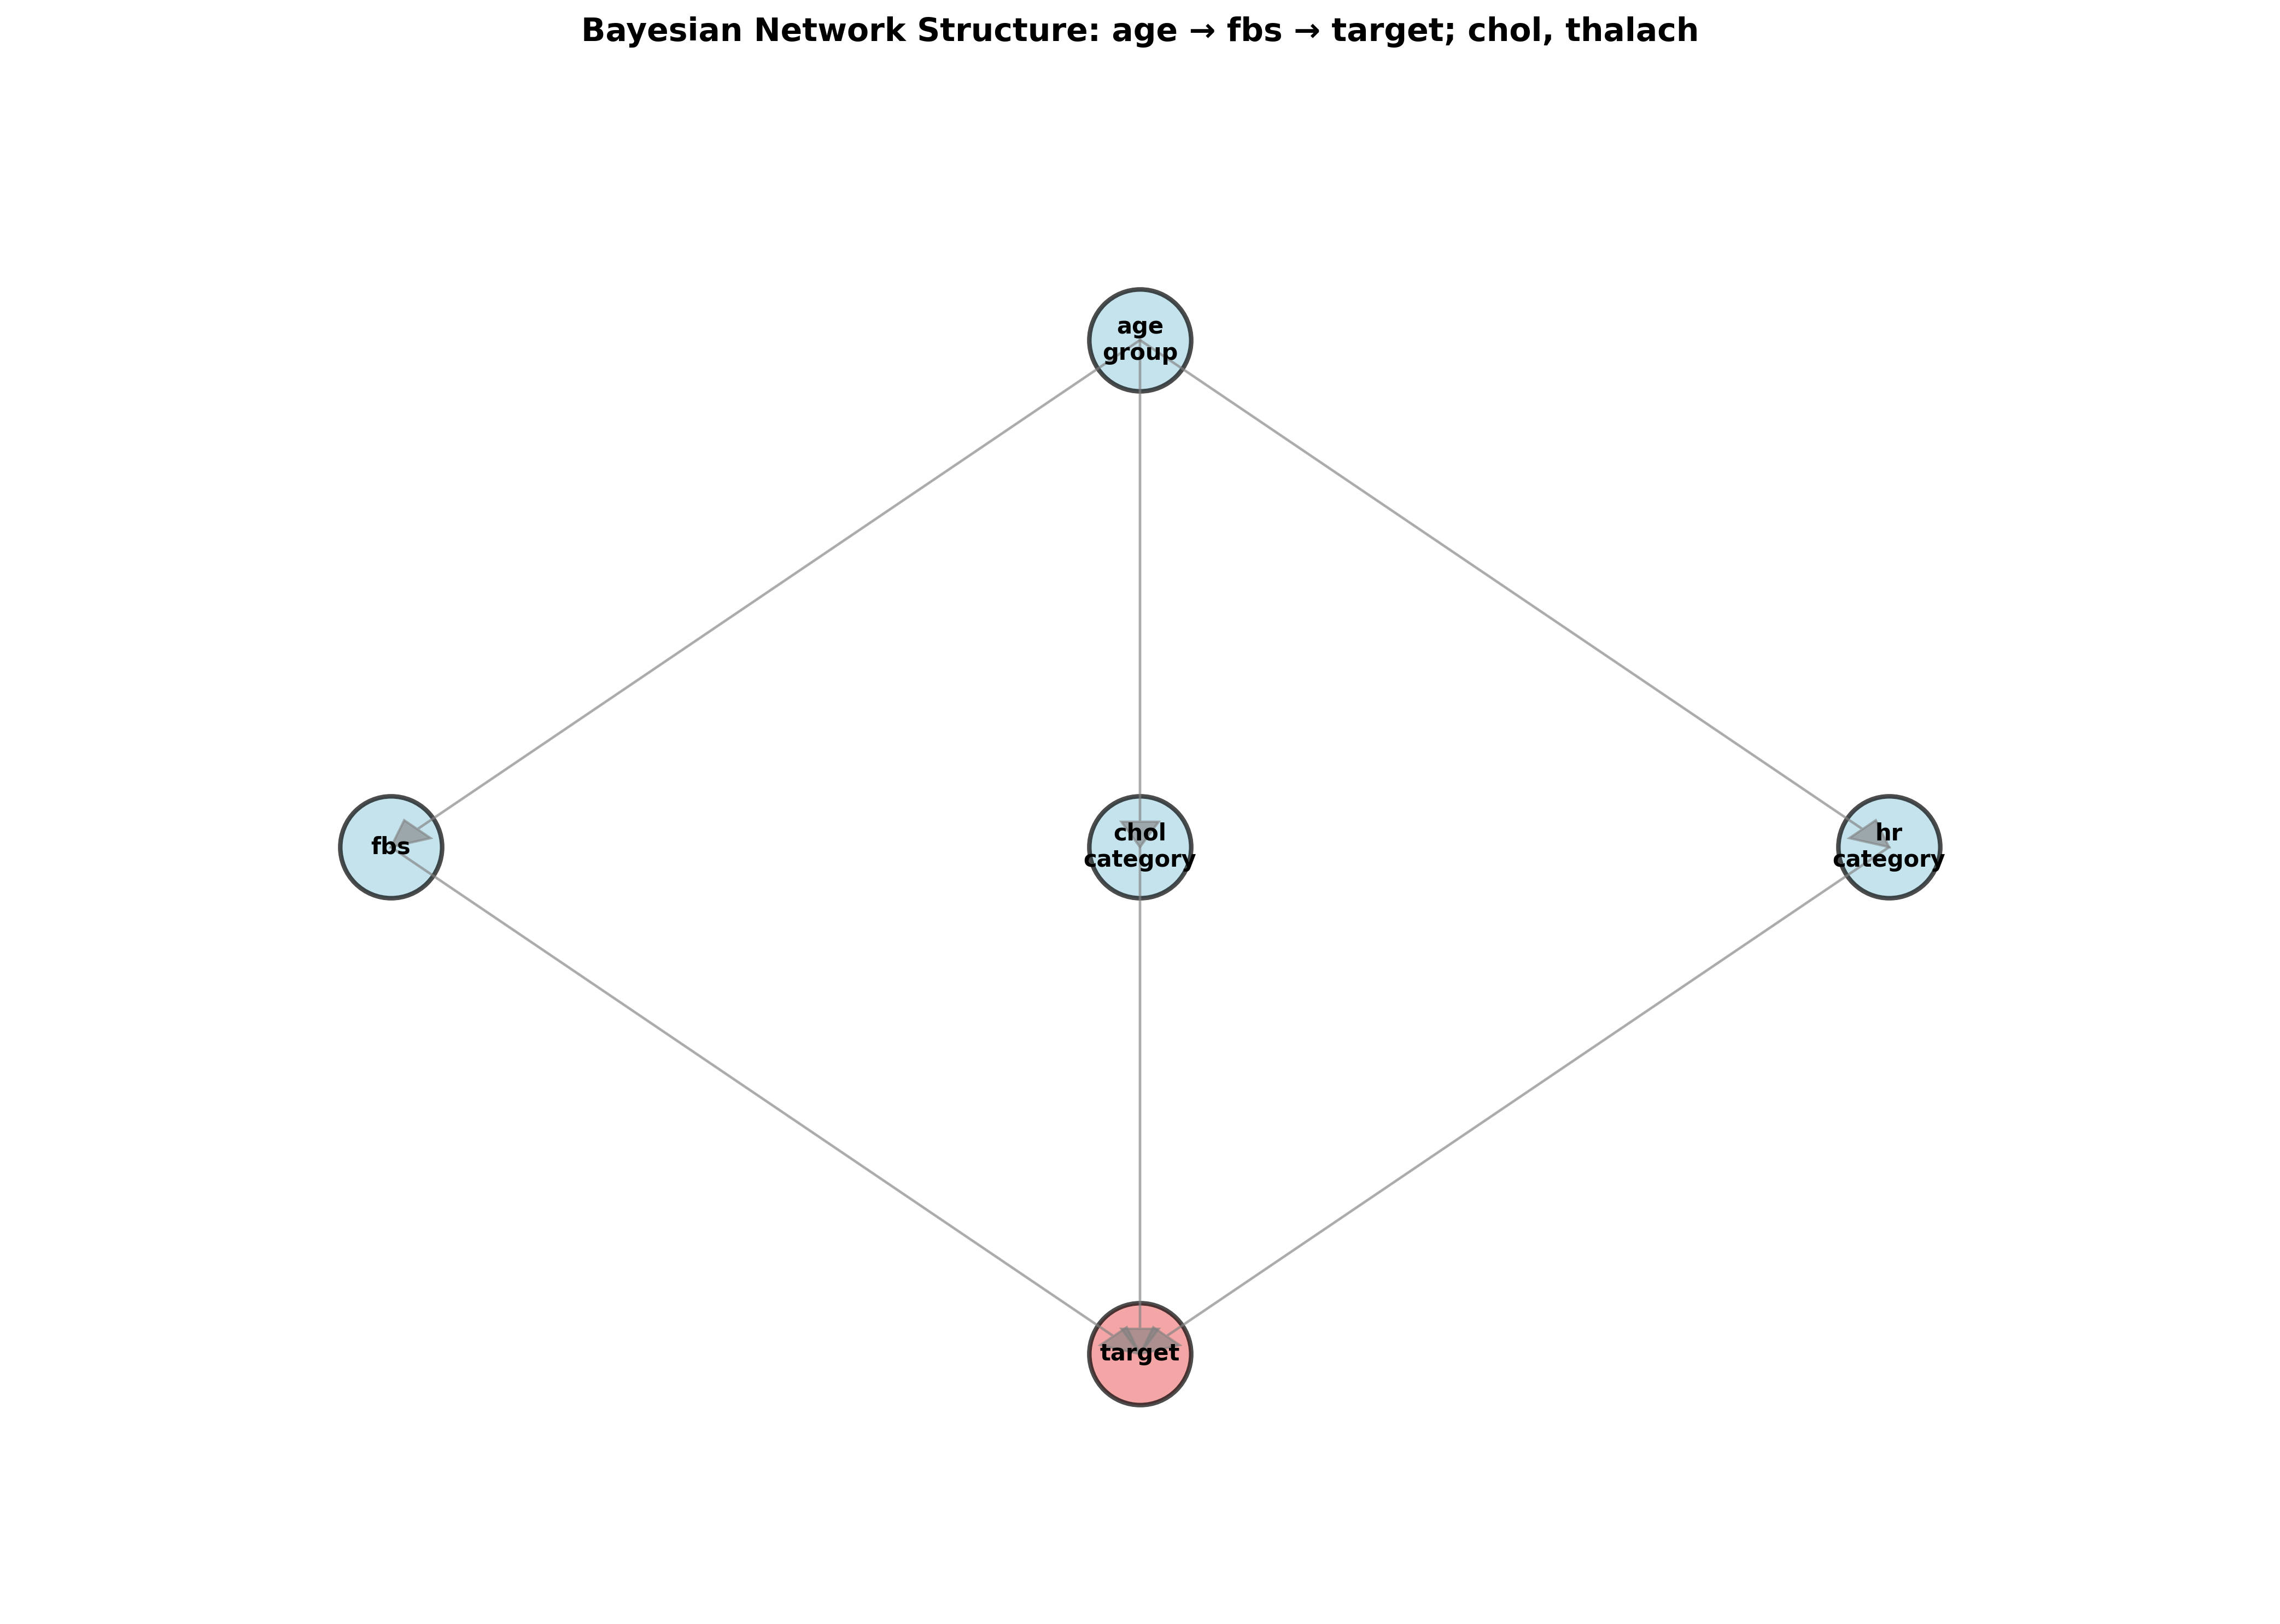 Bayesian Network Structure: age → fbs → target; chol, thalach
age
group
fbs
chol
category
hr
category
target